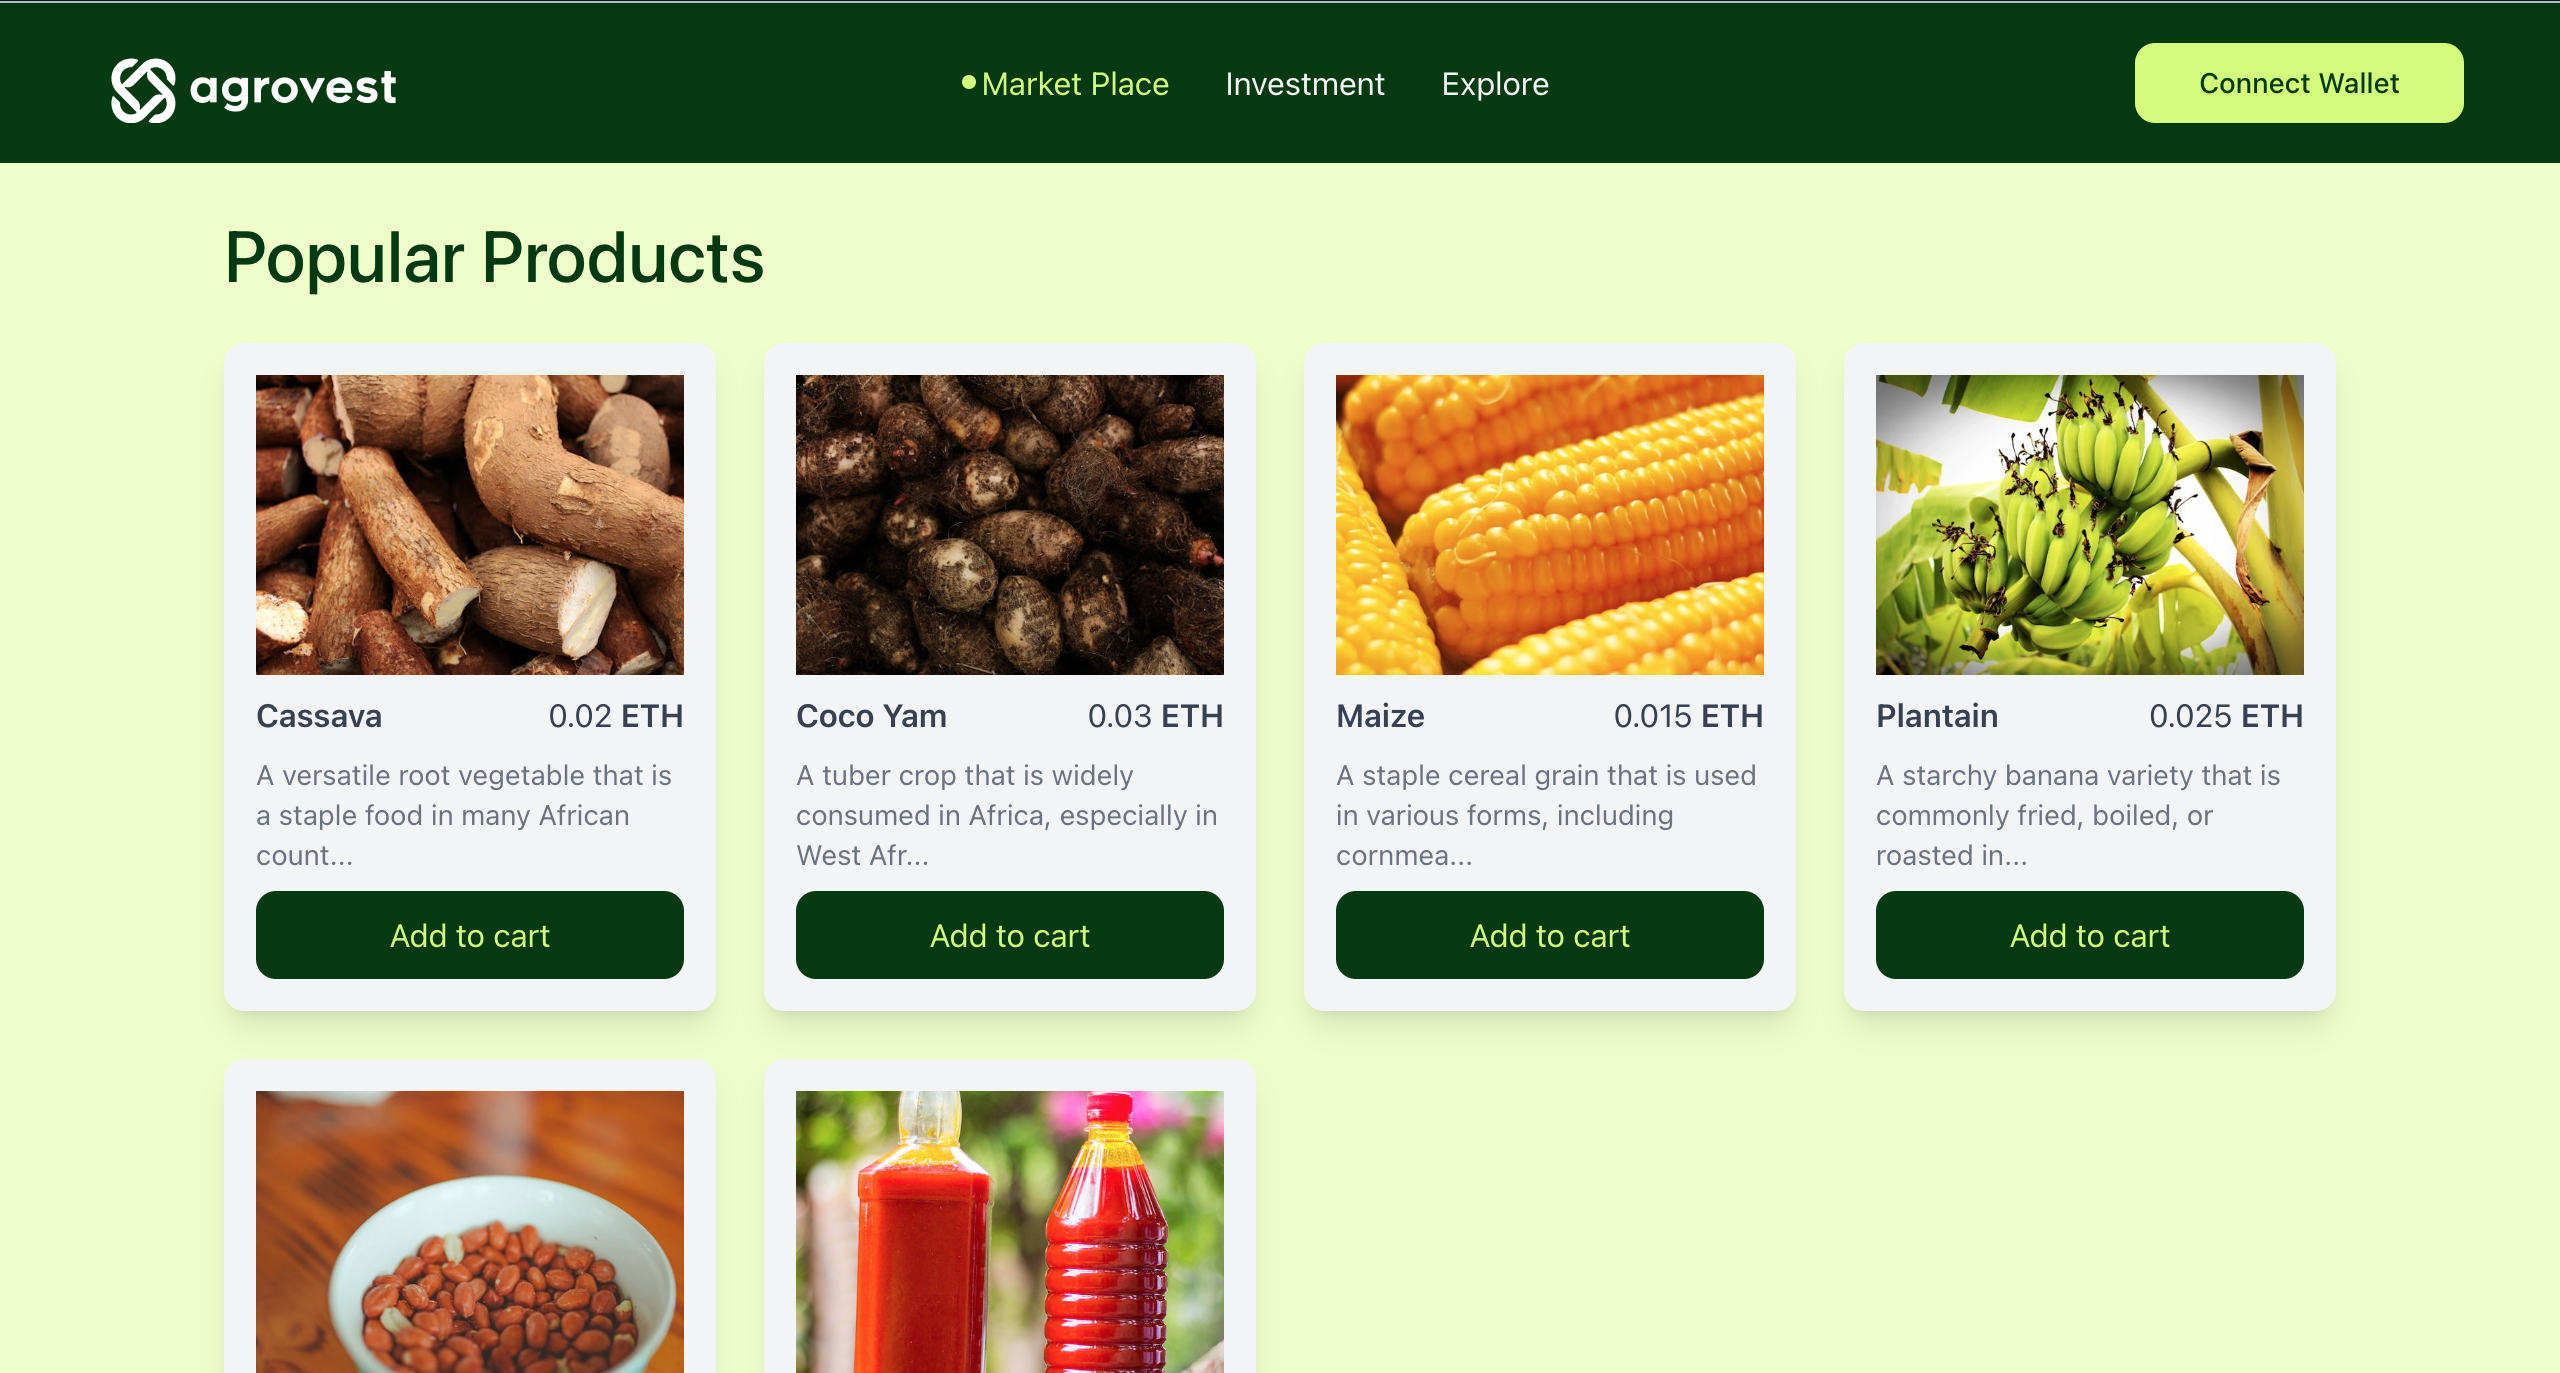 agrovest
Market Place
Investment
Explore
Connect Wallet
Popular Products
Cassava
0.02 ETH
A versatile root vegetable that is
a staple food in many African
count...
Add to cart
Coco Yam
0.03 ETH
A tuber crop that is widely
consumed in Africa, especially in
West Afr...
Add to cart
Maize
0.015 ETH
A staple cereal grain that is used
in various forms, including
cornmea...
Add to cart
Plantain
0.025 ETH
A starchy banana variety that is
commonly fried, boiled, or
roasted in...
Add to cart